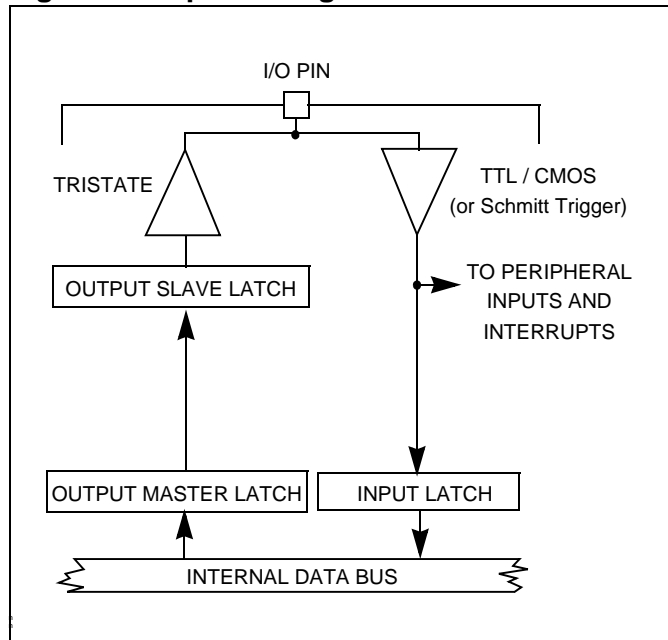 I/O PIN
TRISTATE
TTL / CMOS
(or Schmitt Trigger)
TO PERIPHERAL
INPUTS AND
INTERRUPTS
OUTPUT SLAVE LATCH
OUTPUT MASTER LATCH
INPUT LATCH
INTERNAL DATA BUS